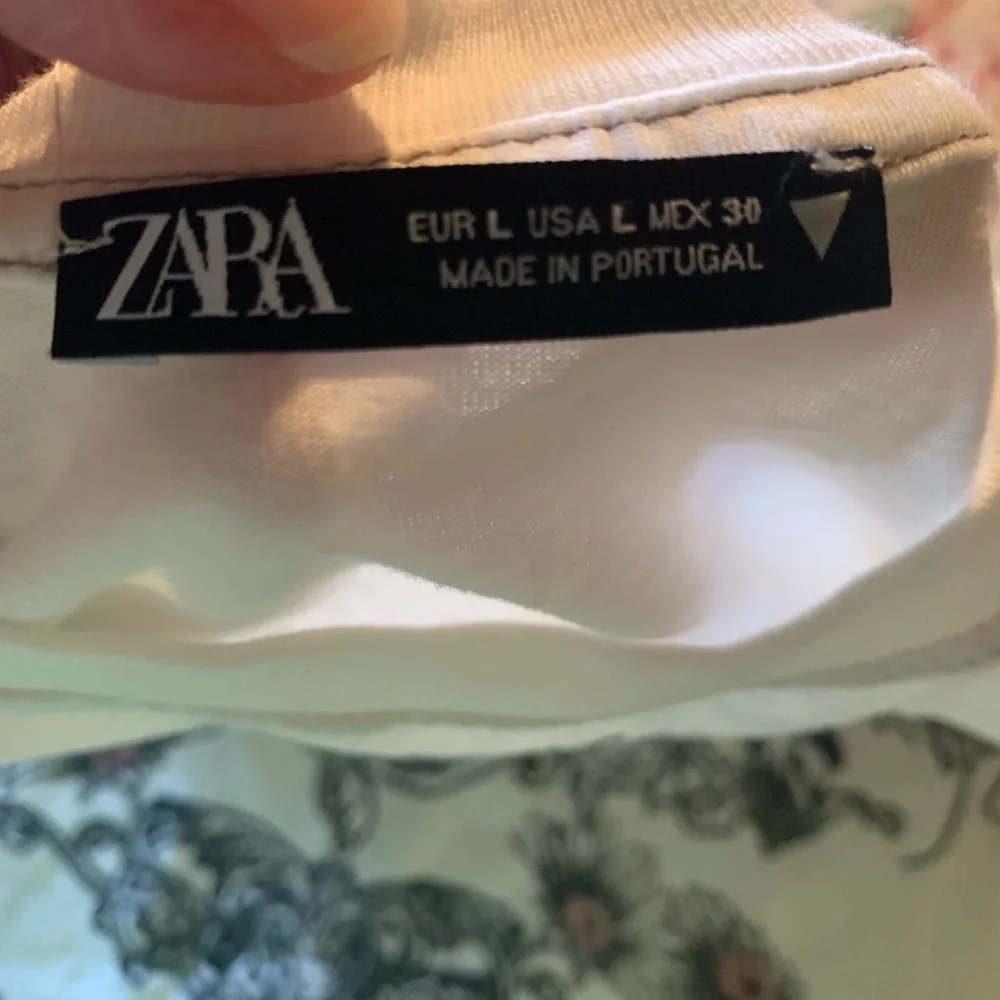 ZARA
EUR L USA L MEX 30
MADE IN PORTUGAL